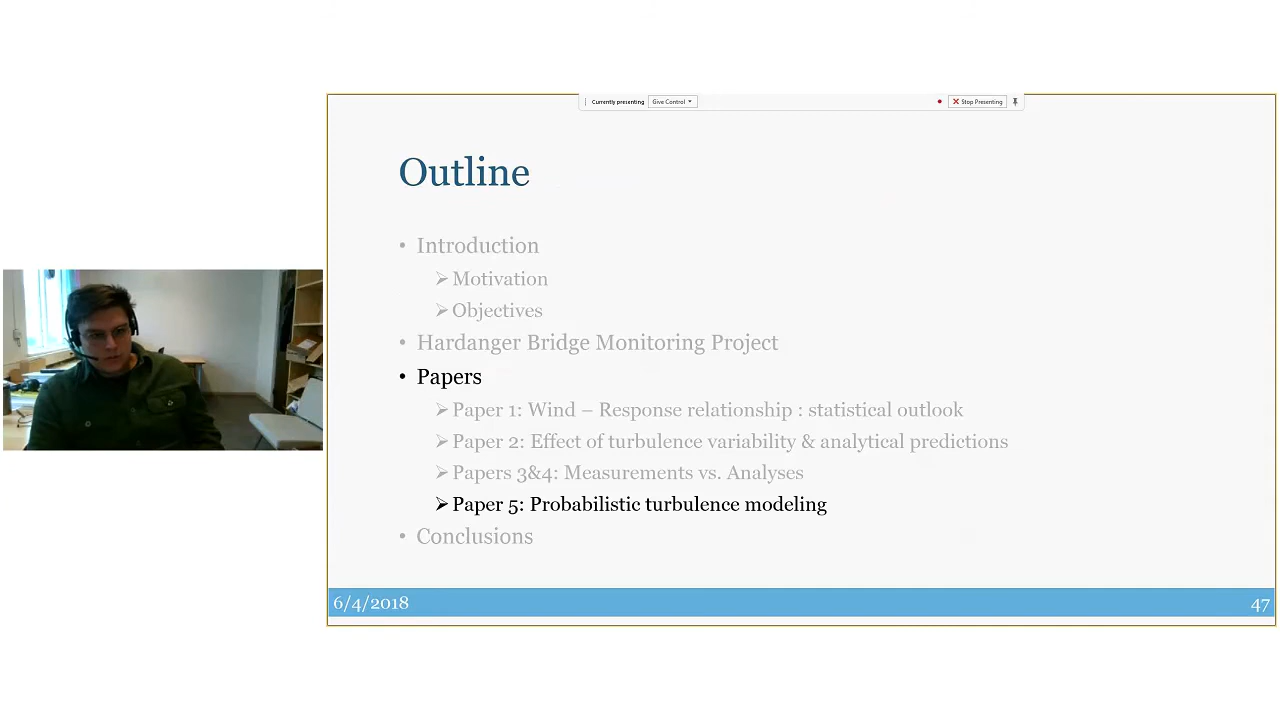 Currently presenting Give Control Stop Presenting
Outline
• Introduction
➢ Motivation
➢ Objectives
• Hardanger Bridge Monitoring Project
• Papers
➢ Paper 1: Wind – Response relationship : statistical outlook
➢ Paper 2: Effect of turbulence variability & analytical predictions
➢ Papers 3&4: Measurements vs. Analyses
➢ Paper 5: Probabilistic turbulence modeling
• Conclusions
6/4/2018 47